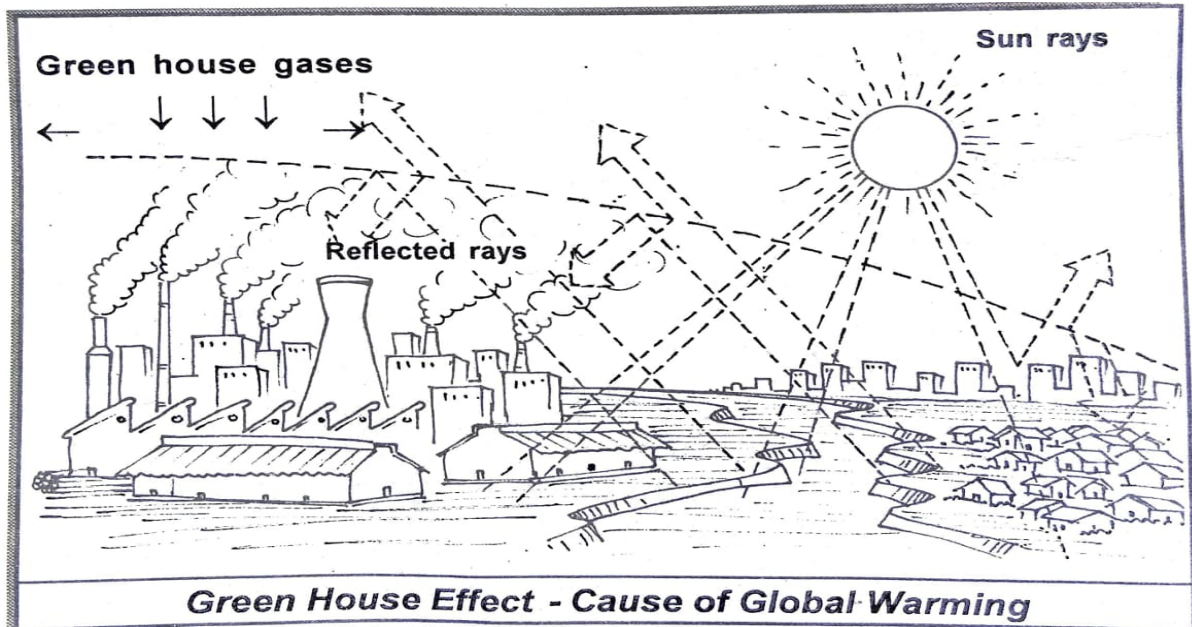 Sun rays
Green house gases
Reflected rays
Green House Effect - Cause of Global Warming